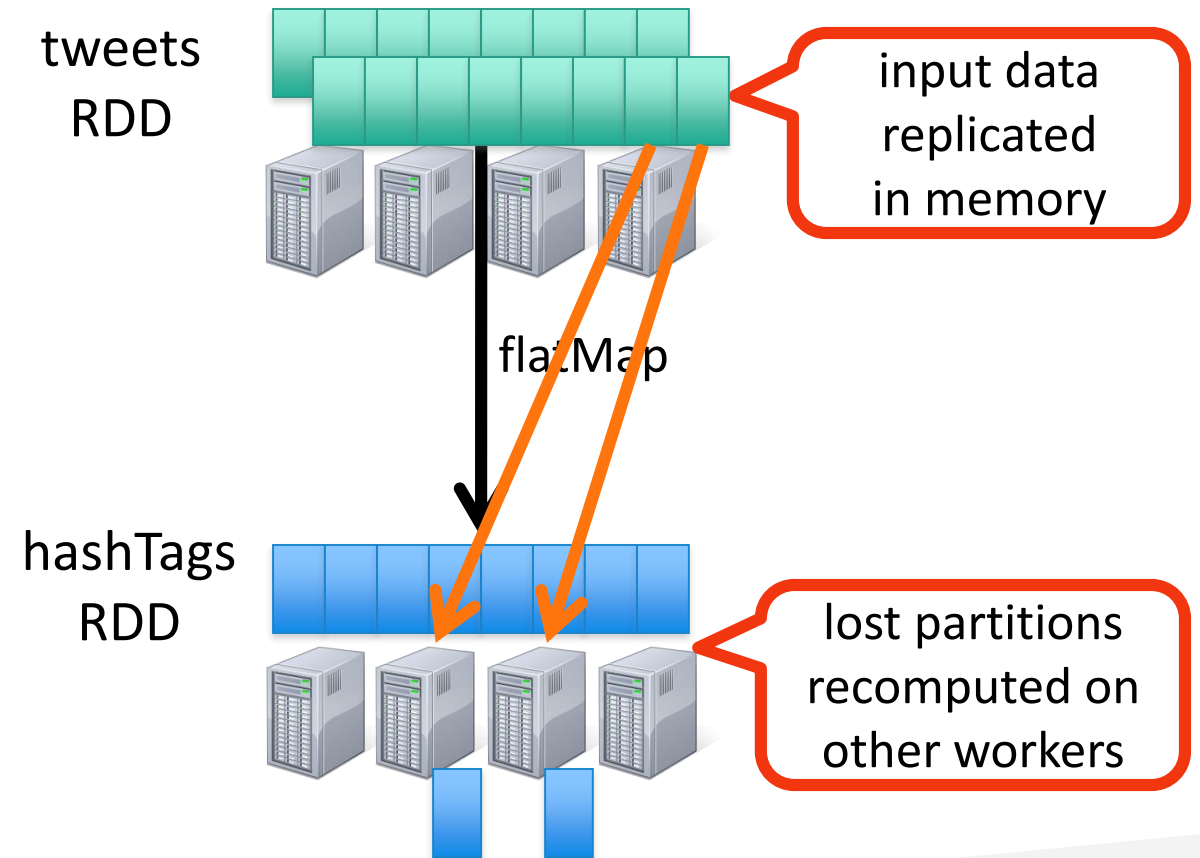 tweets
RDD
input data
replicated
in memory
flatMap
hashTags
RDD
lost partitions
recomputed on
other workers